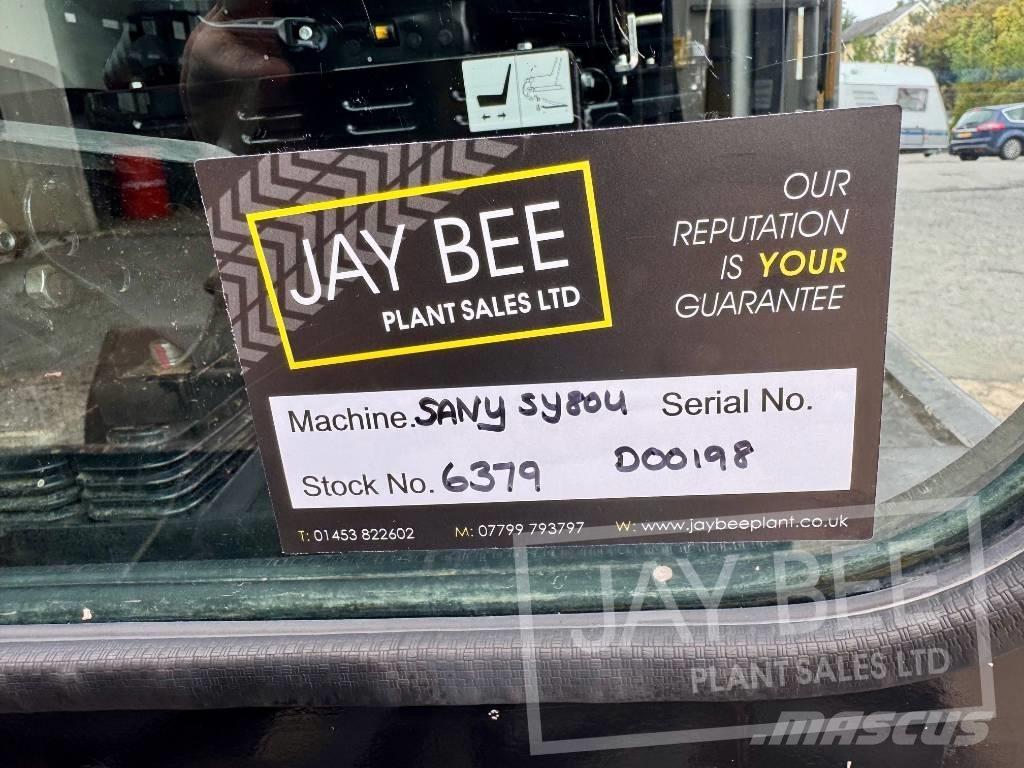 JAY BEE
PLANT SALES LTD
OUR
REPUTATION
IS YOUR
GUARANTEE
Machine. SANY SY80U Serial No.
Stock No. 6379 D00198
T: 01453 822602 M: 07799 793797 W: www.jaybeeplant.co.uk
JAY BEE
PLANT SALES LTD
MASCUS